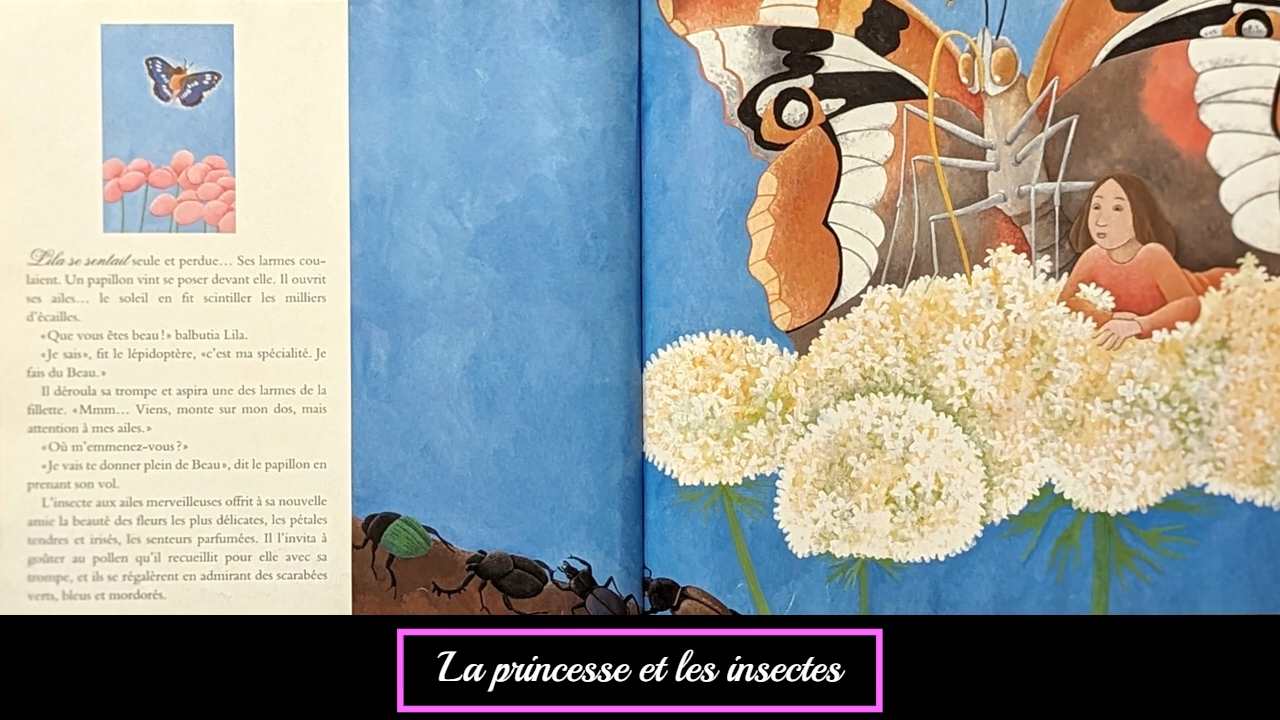 Lila se sentait seule et perdue... Ses larmes cou-
laient. Un papillon vint se poser devant elle. Il ouvrit
ses ailes... le soleil en fit scintiller les milliers
d'écailles.
«Que vous êtes beau!» balbutia Lila.
«Je sais», fit le lépidoptère, «c'est ma spécialité. Je
fais du Beau.»
Il déroula sa trompe et aspira une des larmes de la
fillette. «Mmm... Viens, monte sur mon dos, mais
attention à mes ailes.»
«Où m'emmenez-vous?»
«Je vais te donner plein de Beau», dit le papillon en
prenant son vol.
L'insecte aux ailes merveilleuses offrit à sa nouvelle
amie la beauté des fleurs les plus délicates, les pétales
tendres et irisés, les senteurs parfumées. Il l'invita à
goûter au pollen qu'il recueillit pour elle avec sa
trompe, et ils se régalèrent en admirant des scarabées
verts, bleus et mordorés.
La princesse et les insectes